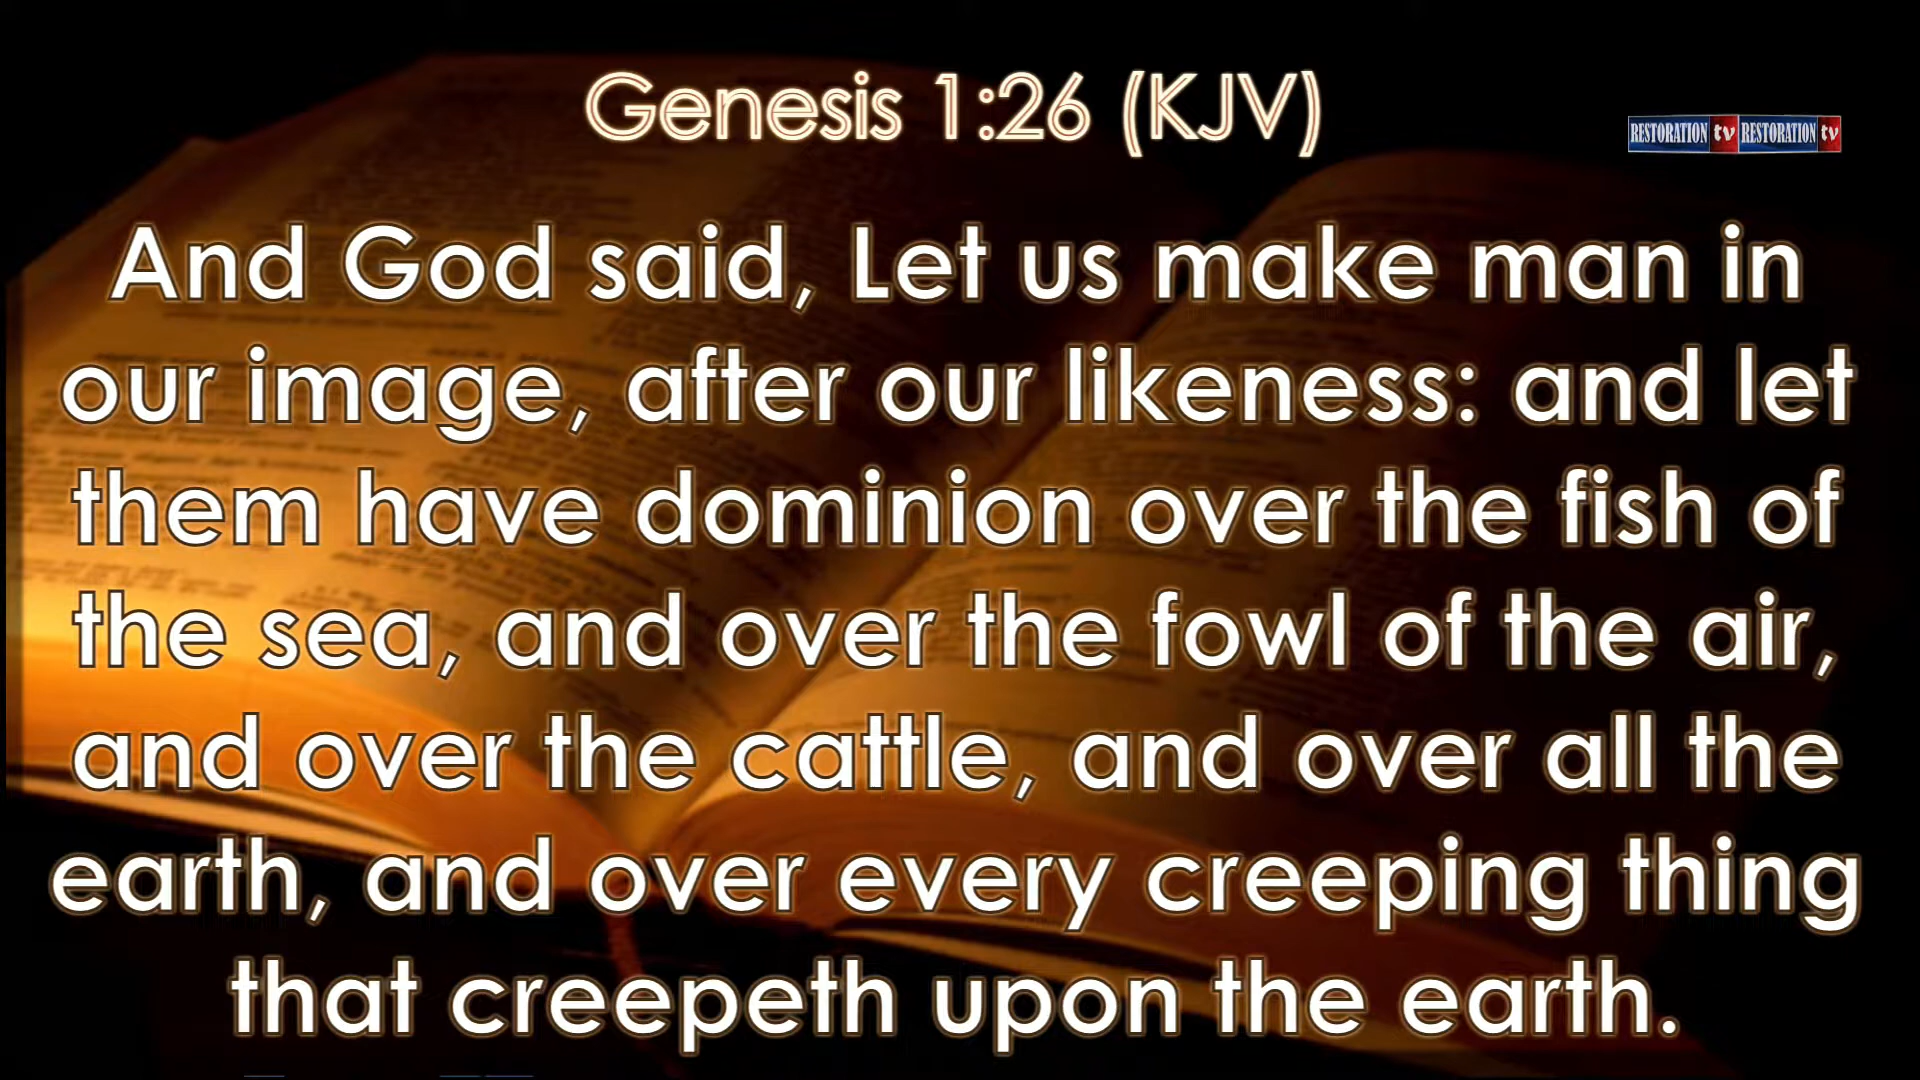 Genesis 1:26 (KJV)
RESTORATION tv RESTORATION tv
And God said, Let us make man in
our image, after our likeness: and let
them have dominion over the fish of
the sea, and over the fowl of the air,
and over the cattle, and over all the
earth, and over every creeping thing
that creepeth upon the earth.